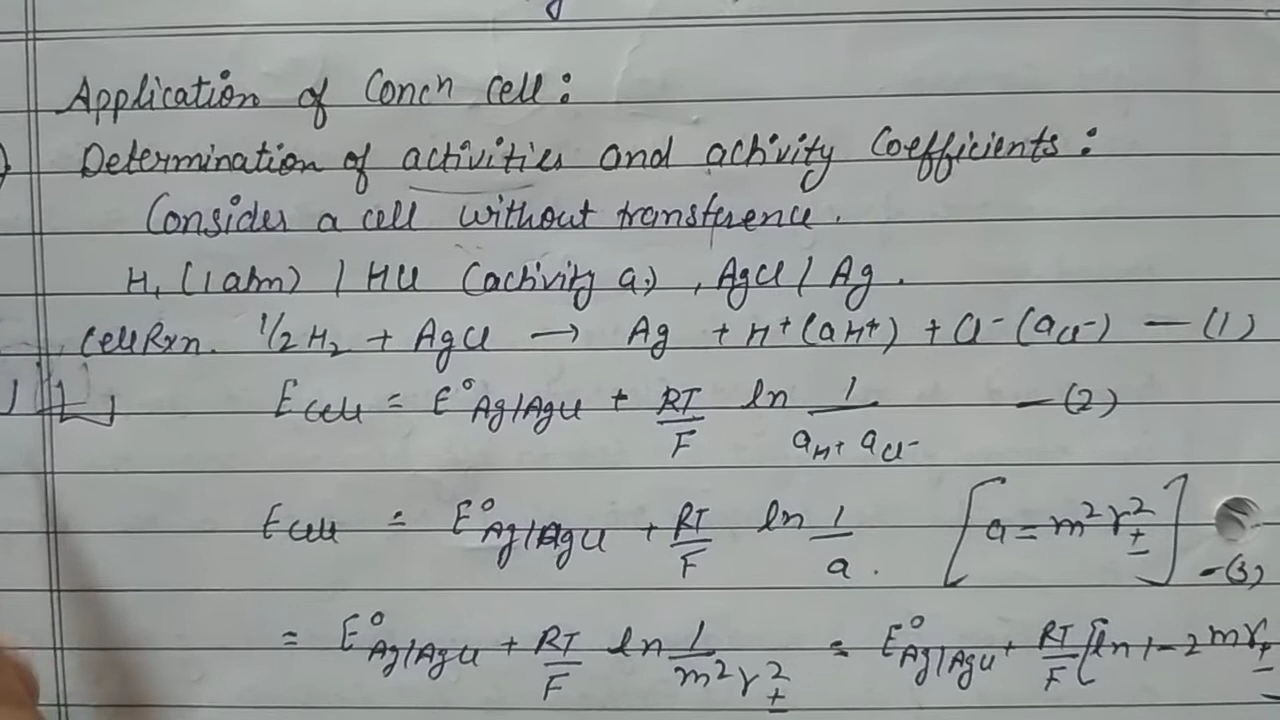 Application of Concn cell:
Determination of activities and activity Coefficients:
Consider a cell without transference.
H₂ (1 atm) / HCl (activity a), AgCl / Ag.
Cell Rxn. 1/2 H₂ + AgCl → Ag + H⁺(aH⁺) + Cl⁻(aCl⁻) —(1)
Ecell = E°Ag/AgCl + RT/F ln 1/(aH⁺ aCl⁻) —(2)
Ecell = E°Ag/AgCl + RT/F ln 1/a. [a = m²γ±²] —(3)
= E°Ag/AgCl + RT/F ln 1/(m²γ±²) = E°Ag/AgCl + RT/F [ln 1 - 2 mγ±